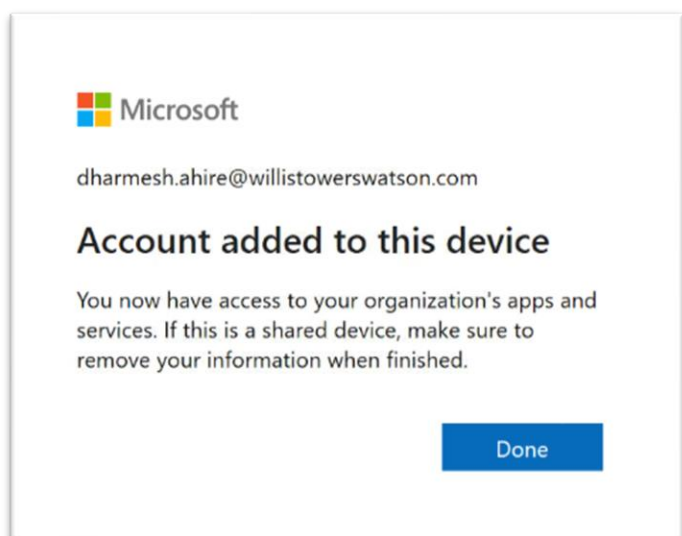 Microsoft
dharmesh.ahire@willistowerswatson.com
Account added to this device
You now have access to your organization's apps and
services. If this is a shared device, make sure to
remove your information when finished.
Done